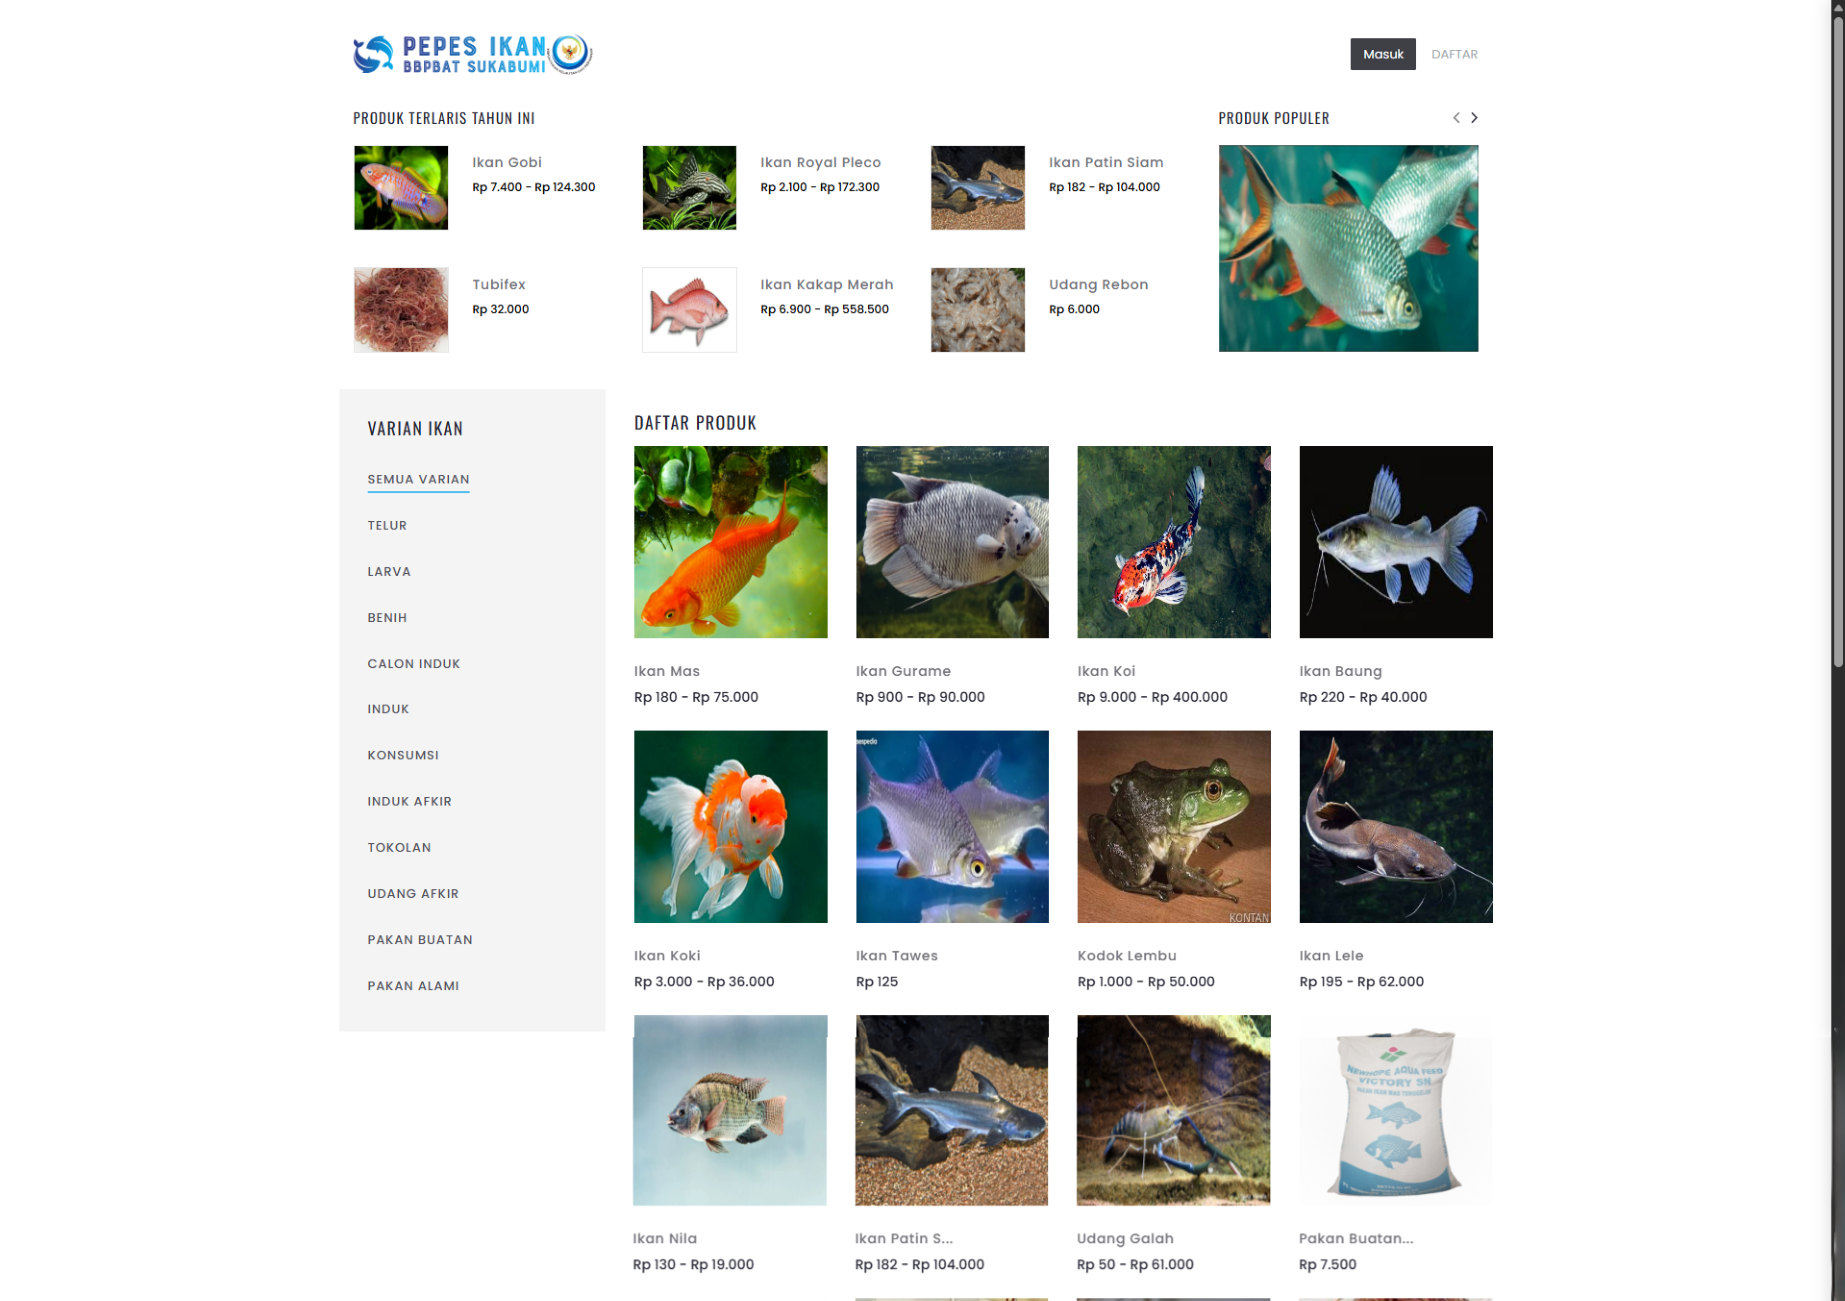 PEPES IKAN
BBPBAT SUKABUMI
Masuk
DAFTAR
PRODUK TERLARIS TAHUN INI
PRODUK POPULER
Ikan Gobi
Rp 7.400 - Rp 124.300
Ikan Royal Pleco
Rp 2.100 - Rp 172.300
Ikan Patin Siam
Rp 182 - Rp 104.000
Tubifex
Rp 32.000
Ikan Kakap Merah
Rp 6.900 - Rp 558.500
Udang Rebon
Rp 6.000
VARIAN IKAN
SEMUA VARIAN
TELUR
LARVA
BENIH
CALON INDUK
INDUK
KONSUMSI
INDUK AFKIR
TOKOLAN
UDANG AFKIR
PAKAN BUATAN
PAKAN ALAMI
DAFTAR PRODUK
Ikan Mas
Rp 180 - Rp 75.000
Ikan Gurame
Rp 900 - Rp 90.000
Ikan Koi
Rp 9.000 - Rp 400.000
Ikan Baung
Rp 220 - Rp 40.000
KONTAN
Ikan Koki
Rp 3.000 - Rp 36.000
Ikan Tawes
Rp 125
Kodok Lembu
Rp 1.000 - Rp 50.000
Ikan Lele
Rp 195 - Rp 62.000
NEWHOPE AQUA FEED
VICTORY SN
Ikan Nila
Rp 130 - Rp 19.000
Ikan Patin S...
Rp 182 - Rp 104.000
Udang Galah
Rp 50 - Rp 61.000
Pakan Buatan...
Rp 7.500